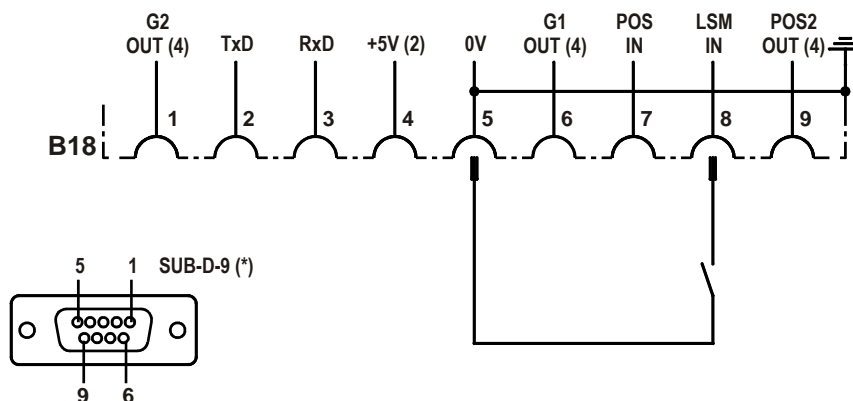 G2 OUT (4) TxD RxD +5V (2) 0V G1 OUT (4) POS IN LSM IN POS2 OUT (4)
1 2 3 4 5 6 7 8 9
B18
5 1 SUB-D-9 (*)
9 6